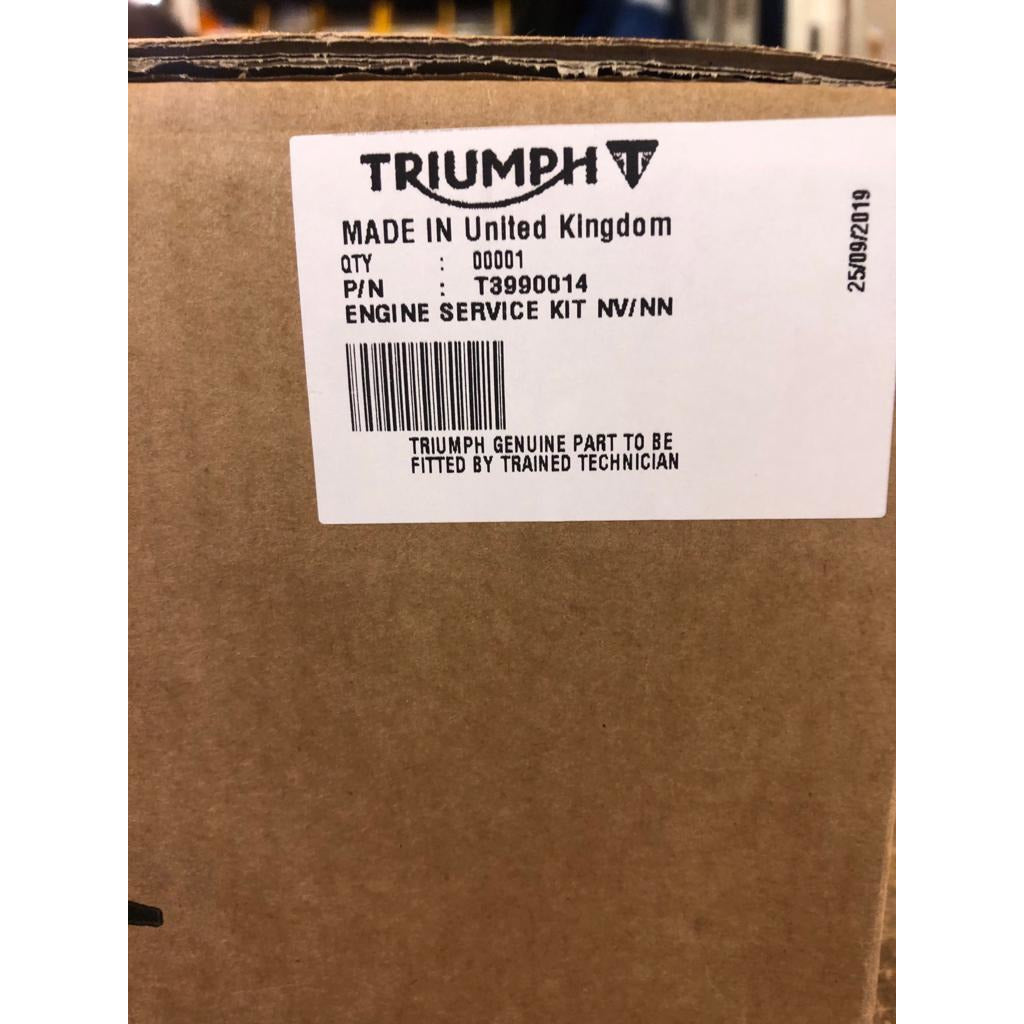 TRIUMPH
MADE IN United Kingdom
QTY : 00001
P/N : T3990014
ENGINE SERVICE KIT NV/NN
TRIUMPH GENUINE PART TO BE
FITTED BY TRAINED TECHNICIAN
25/09/2019